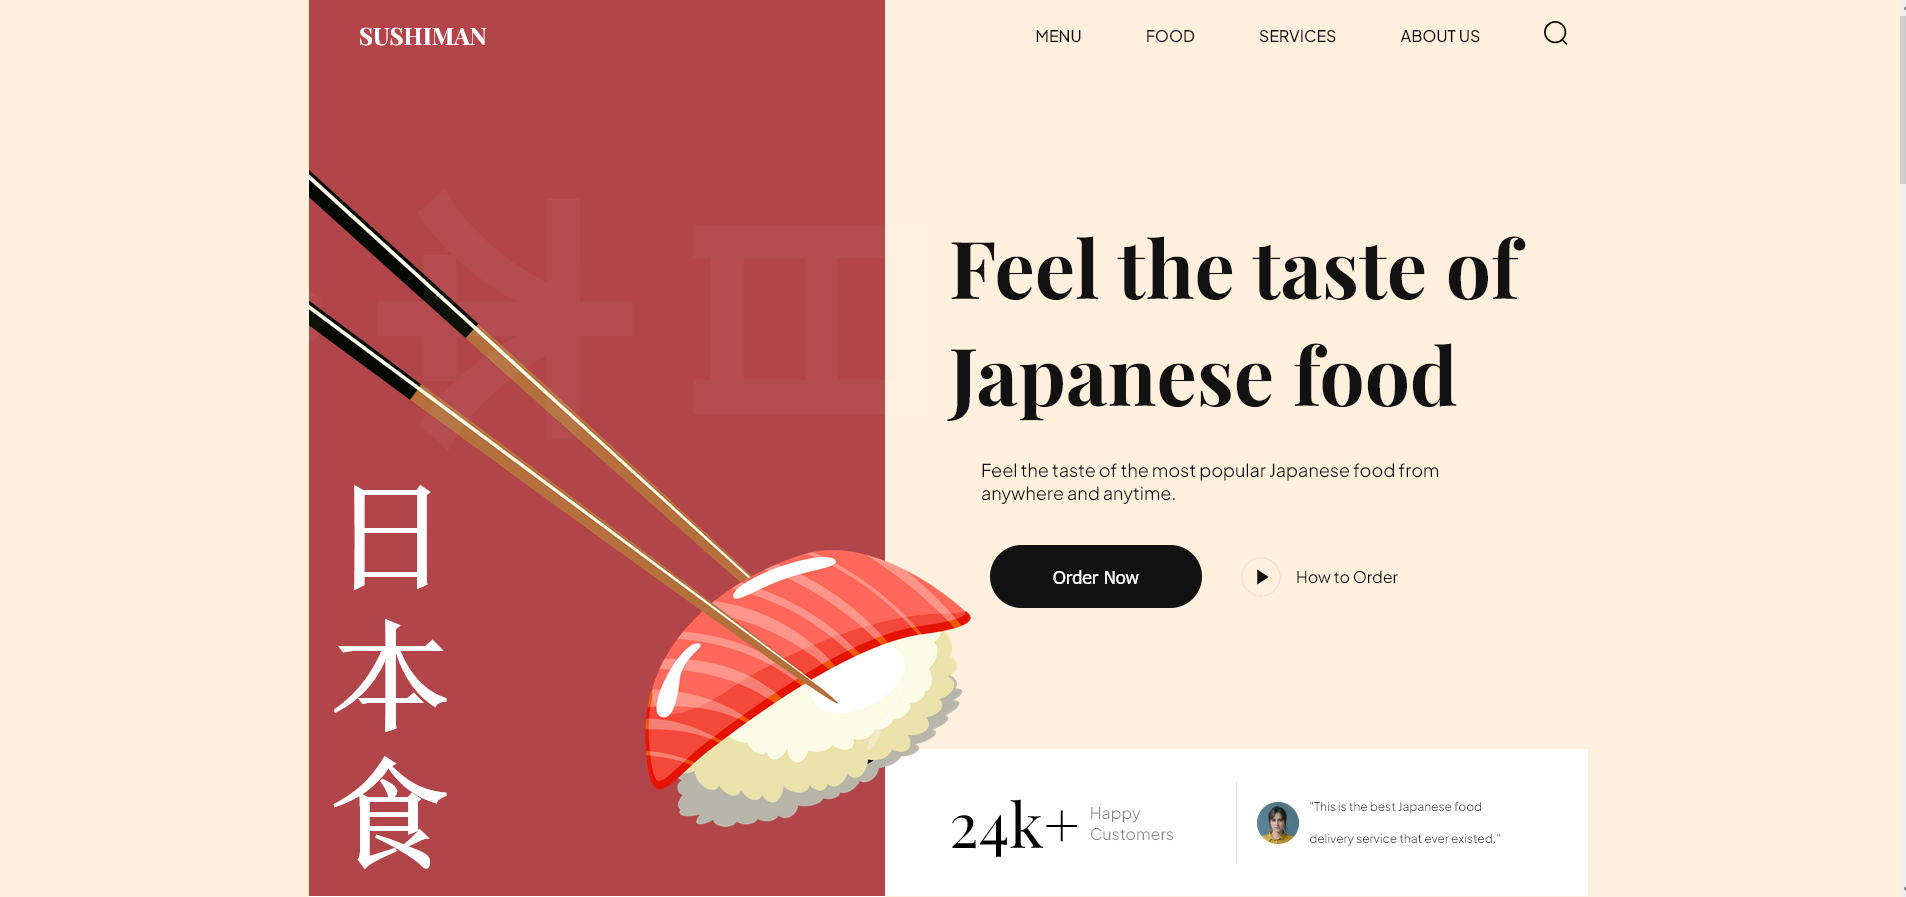 SUSHIMAN
MENU
FOOD
SERVICES
ABOUT US
Feel the taste of
Japanese food
Feel the taste of the most popular Japanese food from
anywhere and anytime.
Order Now
How to Order
日
本
食
24k+
Happy
Customers
"This is the best Japanese food
delivery service that ever existed."